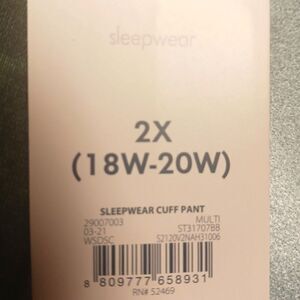 sleepwear
2X
(18W-20W)
SLEEPWEAR CUFF PANT
29007003 MULTI
03-21 ST31707BB
WSDSC S2120V2NAH31006
8 809777 658931
RN# 52469